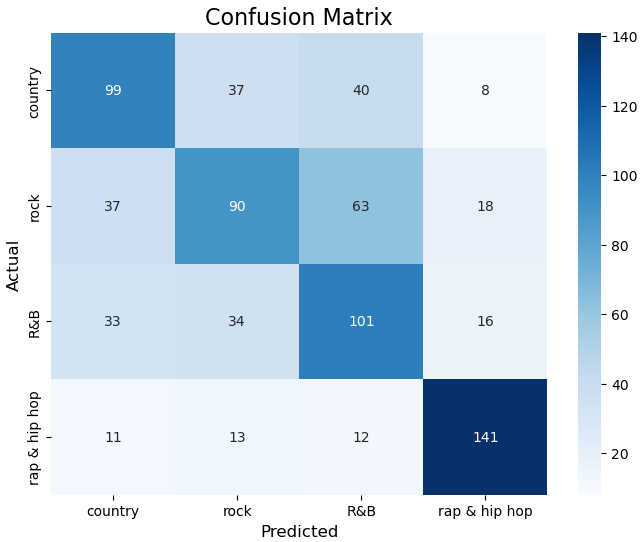 Confusion Matrix
country
99 37 40 8
rock
37 90 63 18
R&B
33 34 101 16
rap & hip hop
11 13 12 141
Actual
country rock R&B rap & hip hop
Predicted
140
120
100
80
60
40
20